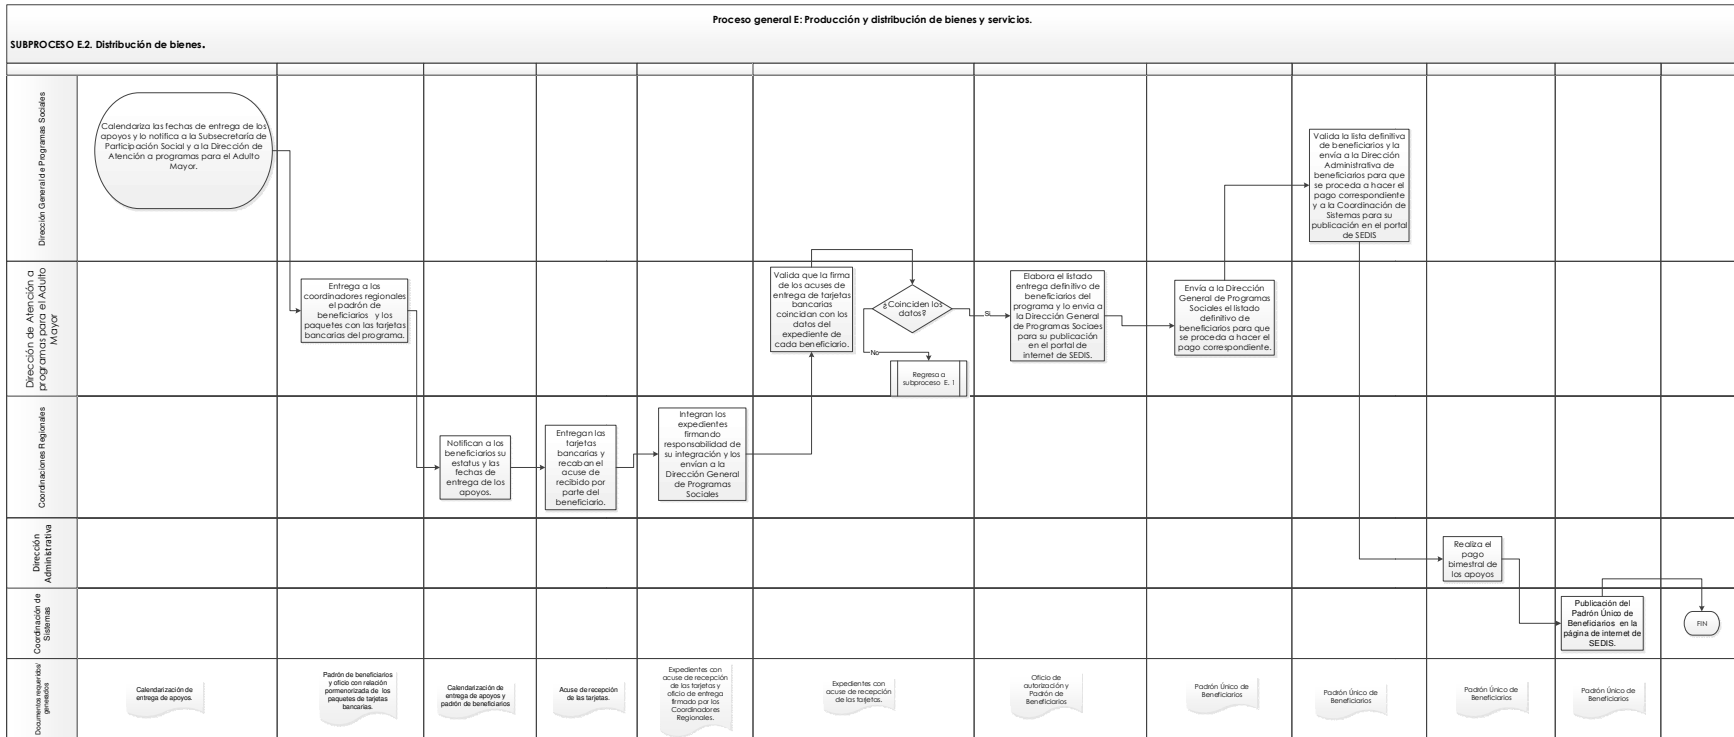 Proceso general E: Producción y distribución de bienes y servicios.
SUBPROCESO E.2. Distribución de bienes.
Dirección General de Programas Sociales
Calendariza las fechas de entrega de los
apoyos y lo notifica a la Subsecretaría de
Participación Social y a la Dirección de
Atención a programas para el Adulto
Mayor.
Valida la lista definitiva
de beneficiarios y la
envía a la Dirección
Administrativa de
beneficiarios para que
se proceda a hacer el
pago correspondiente
y a la Coordinación de
Sistemas para su
publicación en el portal
de SEDIS
Dirección de Atención a
programas para el Adulto
Mayor
Entrega a los
coordinadores regionales
el padrón de
beneficiarios y los
paquetes con las tarjetas
bancarias del programa.
Valida que la firma
de los acuses de
entrega de tarjetas
bancarias
coincidan con los
datos del
expediente de
cada beneficiario.
¿Coinciden los
datos?
Si
No
Regresa a
subproceso E. 1
Elabora el listado
entrega definitivo de
beneficiarios del
programa y lo envía a
la Dirección General
de Programas Sociaes
para su publicación
en el portal de
internet de SEDIS.
Envía a la Dirección
General de Programas
Sociales el listado
definitivo de
beneficiarios para que
se proceda a hacer el
pago correspondiente.
Coordinaciones Regionales
Notifican a los
beneficiarios su
estatus y las
fechas de
entrega de los
apoyos.
Entregan las
tarjetas
bancarias y
recaban el
acuse de
recibido por
parte del
beneficiario.
Integran los
expedientes
firmando
responsabilidad de
su integración y los
envían a la
Dirección General
de Programas
Sociales
Dirección
Administrativa
Realiza el
pago
bimestral de
los apoyos
Coordinación de
Sistemas
Publicación del
Padrón Único de
Beneficiarios en la
página de internet de
SEDIS.
FIN
Documentos requeridos/
generados
Calendarización de
entrega de apoyos.
Padrón de beneficiarios
y oficio con relación
pormenorizada de los
paquetes de tarjetas
bancarias.
Calendarización de
entrega de apoyos y
padrón de beneficiarios
Acuse de recepción
de las tarjetas.
Expedientes con
acuse de recepción
de las tarjetas y
oficio de entrega
firmado por los
Coordinadores
Regionales.
Expedientes con
acuse de recepción
de las tarjetas.
Oficio de
autorización y
Padrón de
Beneficiarios
Padrón Único de
Beneficiarios
Padrón Único de
Beneficiarios
Padrón Único de
Beneficiarios
Padrón Único de
Beneficiarios